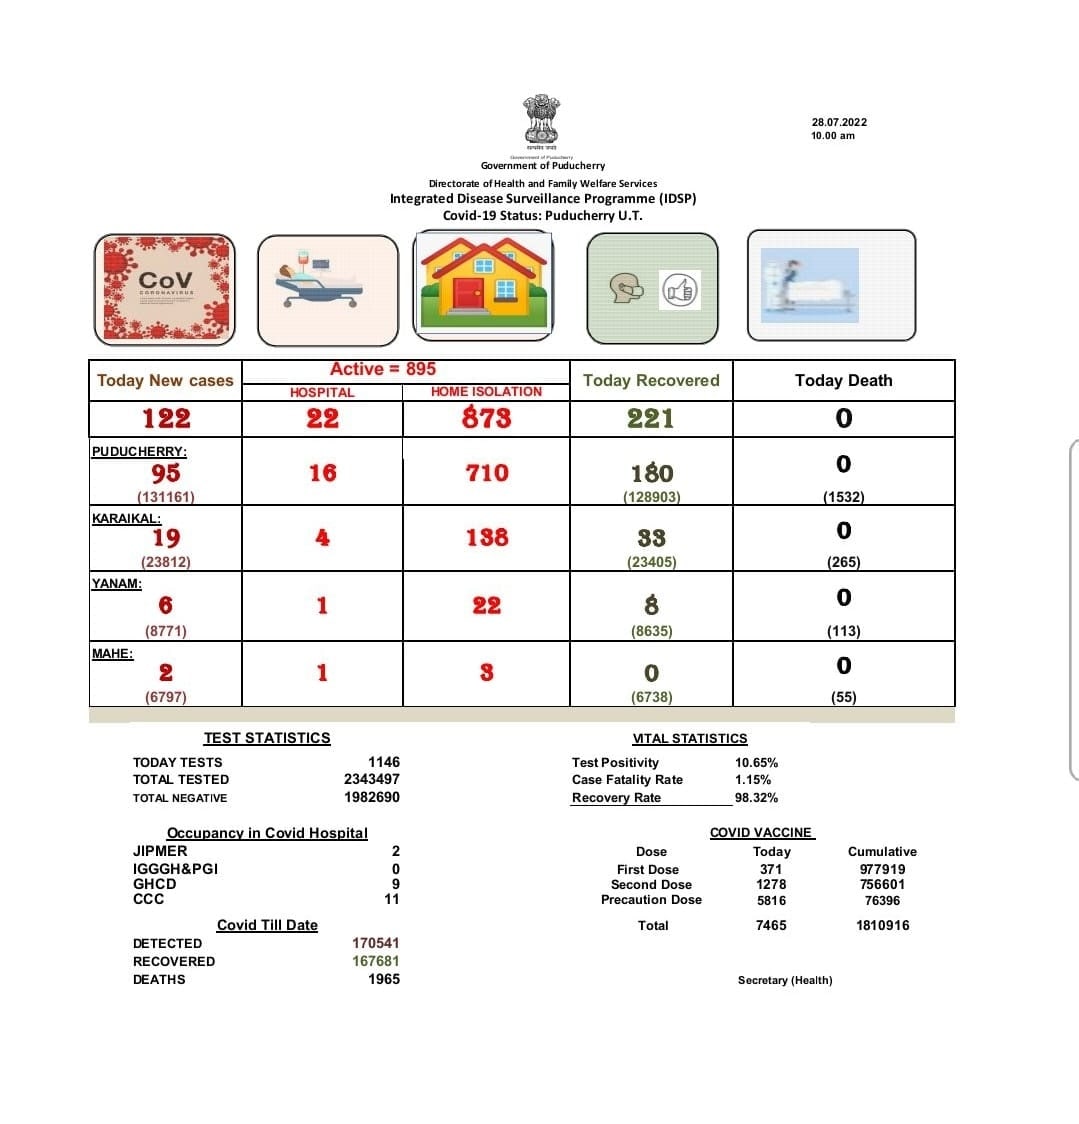 28.07.2022
10.00 am
सत्यमेव जयते
Government of Puducherry
Government of Puducherry
Directorate of Health and Family Welfare Services
Integrated Disease Surveillance Programme (IDSP)
Covid-19 Status: Puducherry U.T.
CoV
CORONAVIRUS
Today New cases
Active = 895
HOSPITAL
HOME ISOLATION
Today Recovered
Today Death
122 22 873 221 0
PUDUCHERRY:
95 16 710 180 0
(131161) (128903) (1532)
KARAIKAL:
19 4 138 33 0
(23812) (23405) (265)
YANAM:
6 1 22 8 0
(8771) (8635) (113)
MAHE:
2 1 3 0 0
(6797) (6738) (55)
TEST STATISTICS
TODAY TESTS 1146
TOTAL TESTED 2343497
TOTAL NEGATIVE 1982690
VITAL STATISTICS
Test Positivity 10.65%
Case Fatality Rate 1.15%
Recovery Rate 98.32%
Occupancy in Covid Hospital
JIPMER 2
IGGGH&PGI 0
GHCD 9
CCC 11
COVID VACCINE
Dose Today Cumulative
First Dose 371 977919
Second Dose 1278 756601
Precaution Dose 5816 76396
Total 7465 1810916
Covid Till Date
DETECTED 170541
RECOVERED 167681
DEATHS 1965
Secretary (Health)